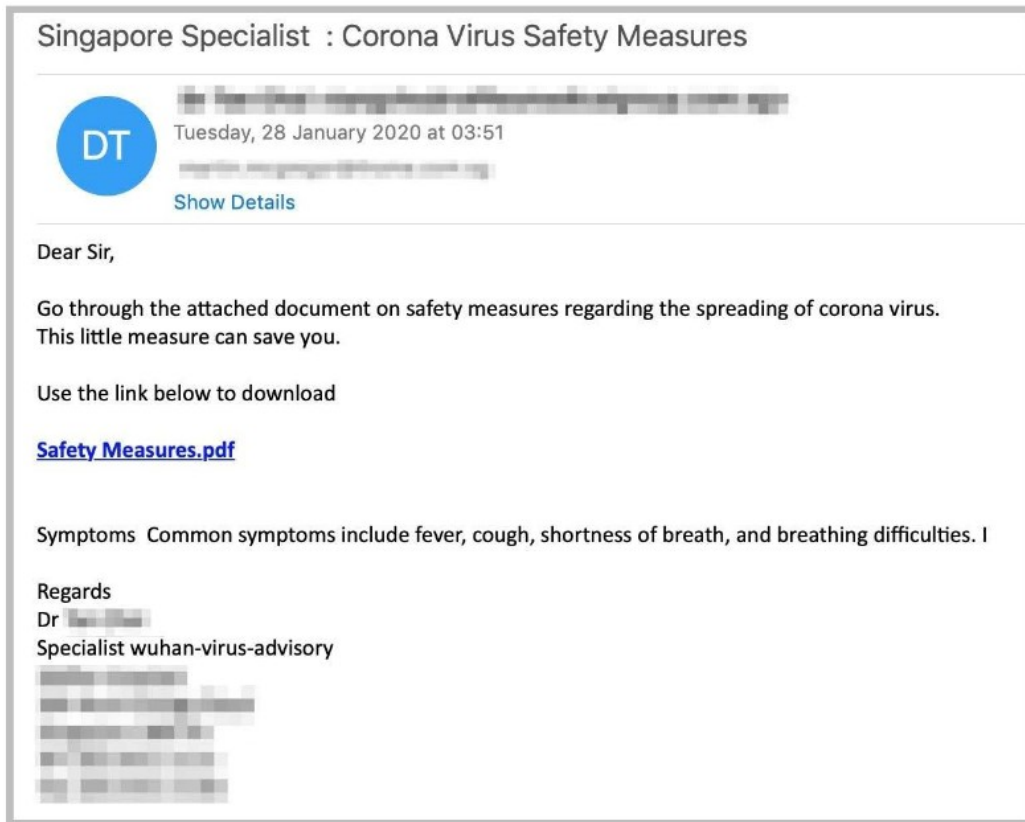 Singapore Specialist : Corona Virus Safety Measures
DT
Tuesday, 28 January 2020 at 03:51
Show Details
Dear Sir,
Go through the attached document on safety measures regarding the spreading of corona virus.
This little measure can save you.
Use the link below to download
Safety Measures.pdf
Symptoms Common symptoms include fever, cough, shortness of breath, and breathing difficulties. I
Regards
Dr
Specialist wuhan-virus-advisory